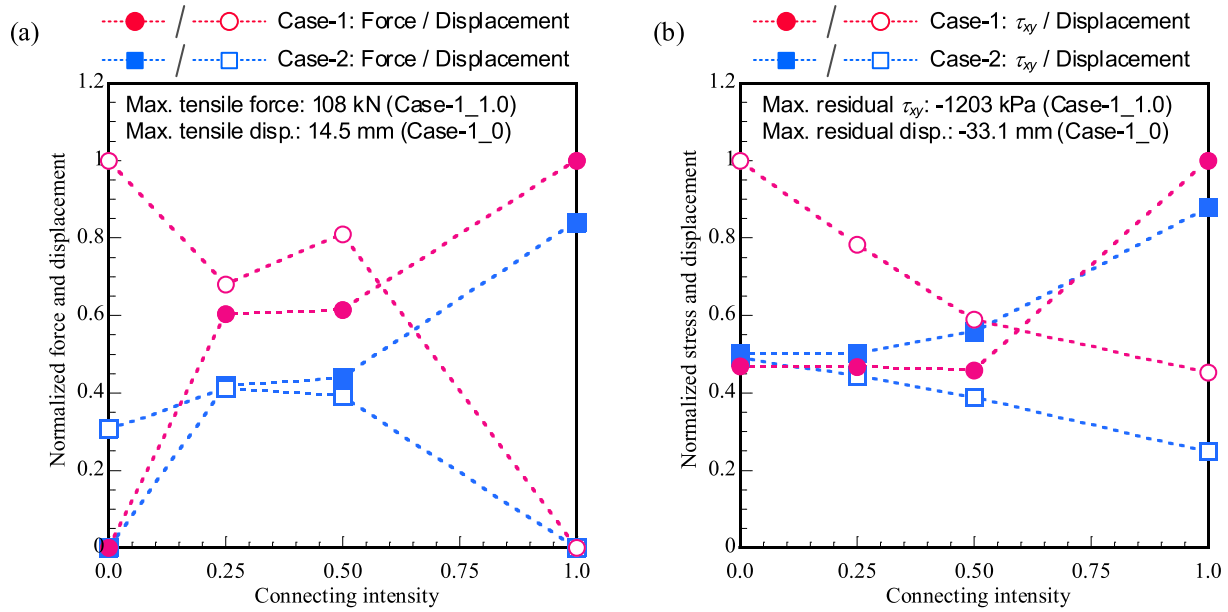 (a)
Case-1: Force / Displacement
Case-2: Force / Displacement
Max. tensile force: 108 kN (Case-1_1.0)
Max. tensile disp.: 14.5 mm (Case-1_0)
Normalized force and displacement
1.2
1
0.8
0.6
0.4
0.2
0
0.0 0.25 0.50 0.75 1.0
Connecting intensity
(b)
Case-1: τxy / Displacement
Case-2: τxy / Displacement
Max. residual τxy: -1203 kPa (Case-1_1.0)
Max. residual disp.: -33.1 mm (Case-1_0)
Normalized stress and displacement
1.2
1
0.8
0.6
0.4
0.2
0
0.0 0.25 0.50 0.75 1.0
Connecting intensity